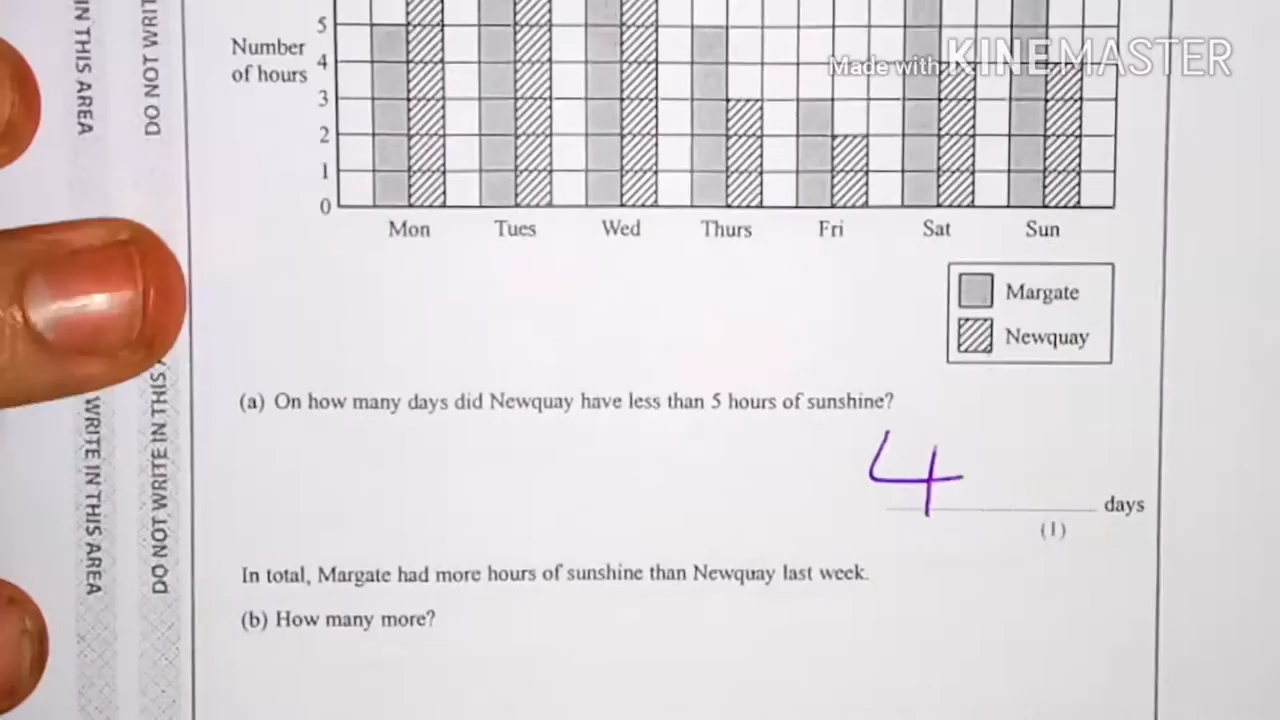 5
Number
of hours 4
3
2
1
0
Mon Tues Wed Thurs Fri Sat Sun
Made with KINEMASTER
Margate
Newquay
(a) On how many days did Newquay have less than 5 hours of sunshine?
4
days
(1)
In total, Margate had more hours of sunshine than Newquay last week.
(b) How many more?
IN THIS AREA
DO NOT WRI
WRITE IN THIS AREA
DO NOT WRITE IN THIS